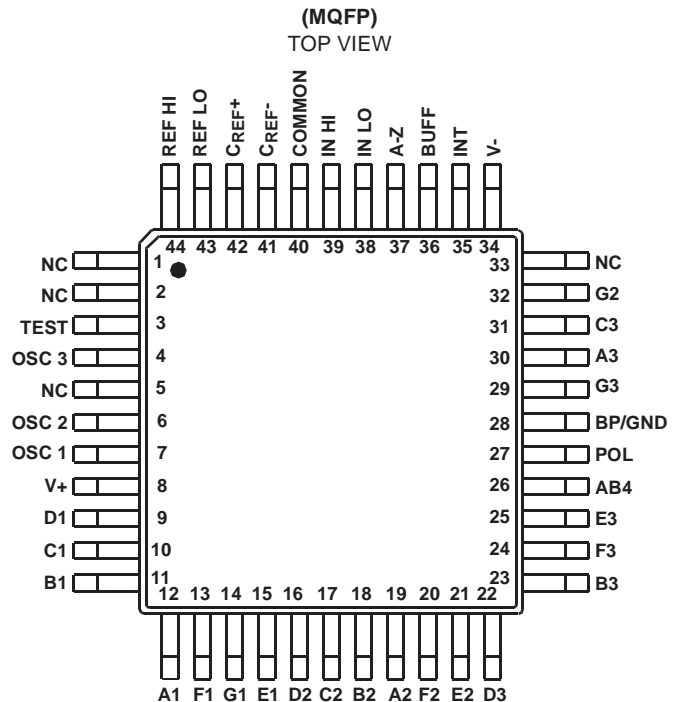 (MQFP)
TOP VIEW
REF HI
REF LO
CREF+
CREF-
COMMON
IN HI
IN LO
A-Z
BUFF
INT
V-
44 43 42 41 40 39 38 37 36 35 34
NC 1 33 NC
NC 2 32 G2
TEST 3 31 C3
OSC 3 4 30 A3
NC 5 29 G3
OSC 2 6 28 BP/GND
OSC 1 7 27 POL
V+ 8 26 AB4
D1 9 25 E3
C1 10 24 F3
B1 11 23 B3
12 13 14 15 16 17 18 19 20 21 22
A1 F1 G1 E1 D2 C2 B2 A2 F2 E2 D3